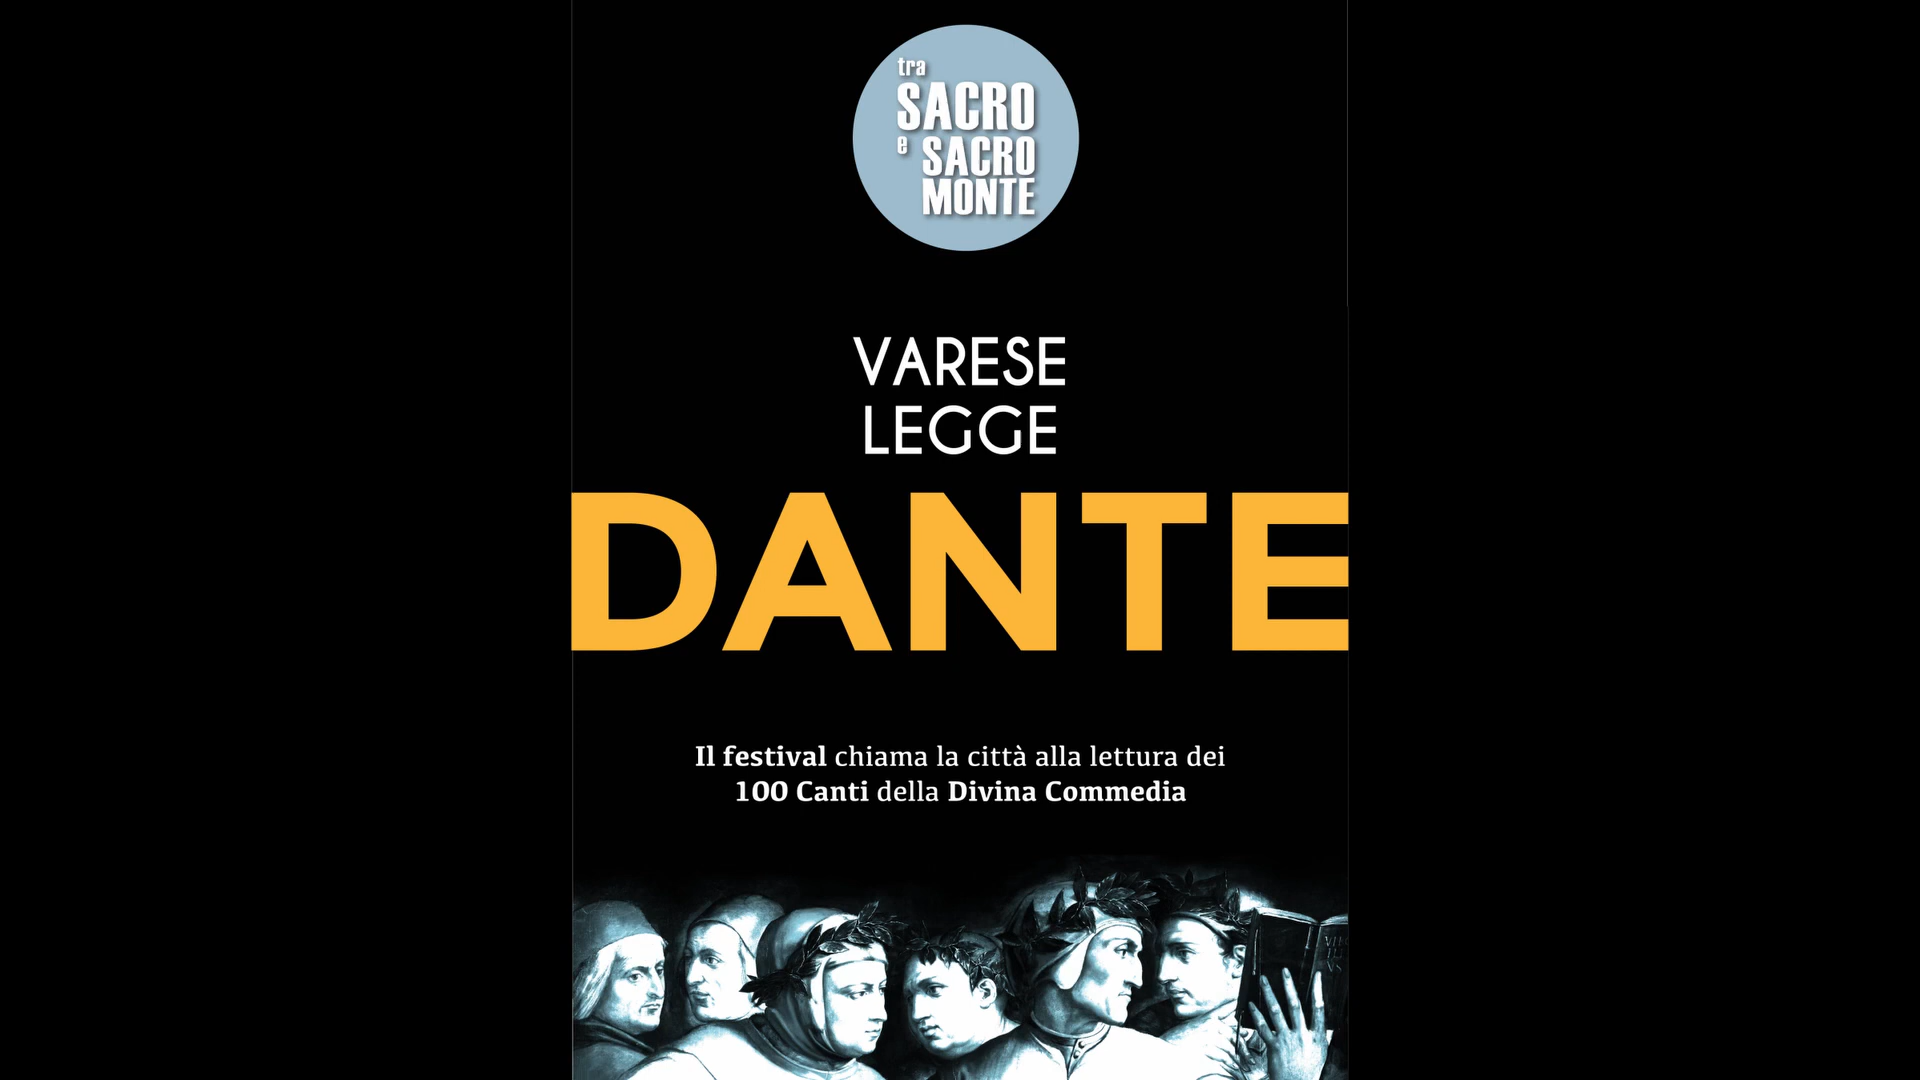 tra
SACRO
e SACRO
MONTE
VARESE
LEGGE
DANTE
Il festival chiama la città alla lettura dei
100 Canti della Divina Commedia